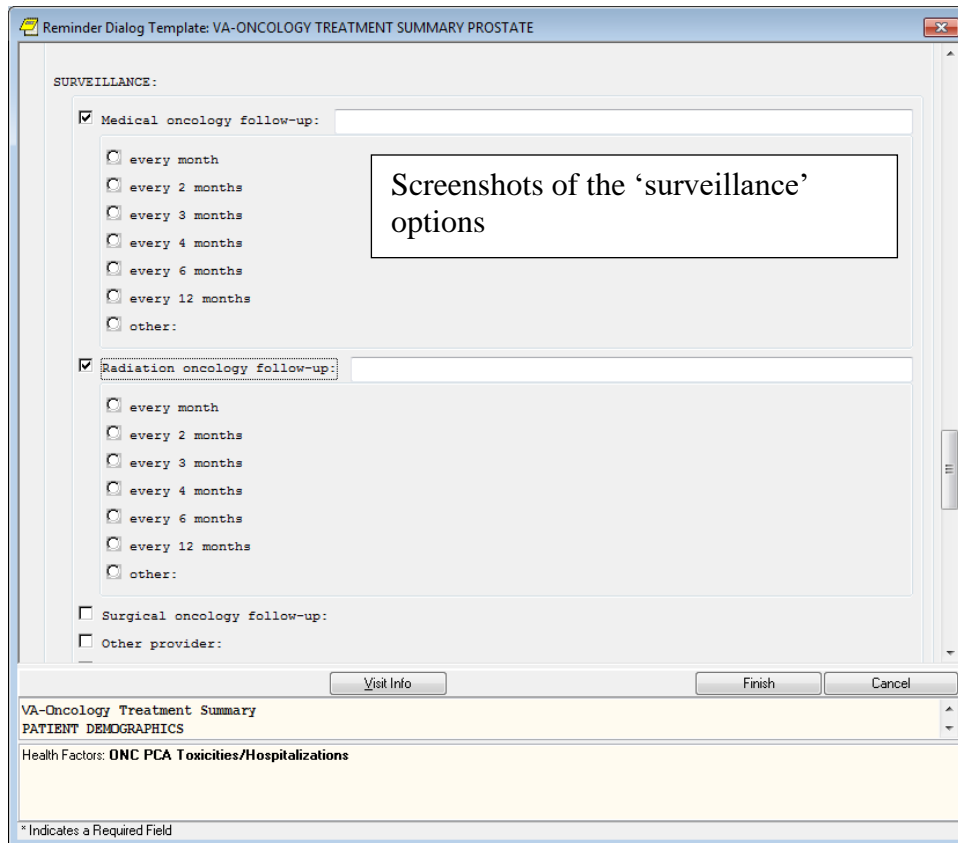 Reminder Dialog Template: VA-ONCOLOGY TREATMENT SUMMARY PROSTATE
SURVEILLANCE:
Medical oncology follow-up:
every month
every 2 months
every 3 months
every 4 months
every 6 months
every 12 months
other:
Screenshots of the ‘surveillance’
options
Radiation oncology follow-up:
every month
every 2 months
every 3 months
every 4 months
every 6 months
every 12 months
other:
Surgical oncology follow-up:
Other provider:
Visit Info
Finish
Cancel
VA-Oncology Treatment Summary
PATIENT DEMOGRAPHICS
Health Factors: ONC PCA Toxicities/Hospitalizations
* Indicates a Required Field